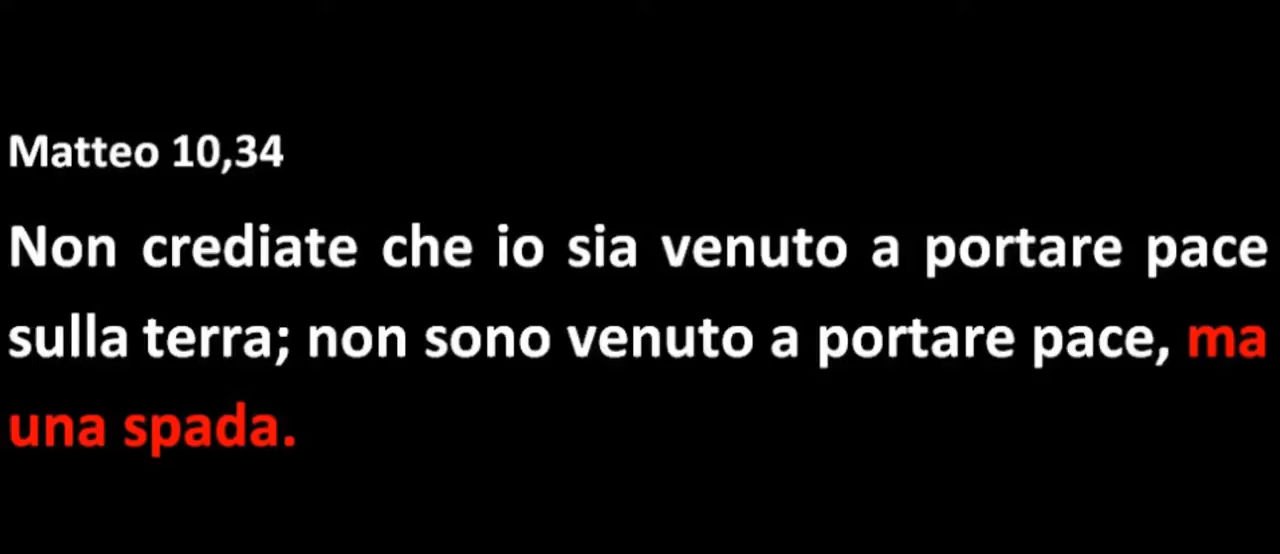 Matteo 10,34
Non crediate che io sia venuto a portare pace
sulla terra; non sono venuto a portare pace, ma
una spada.